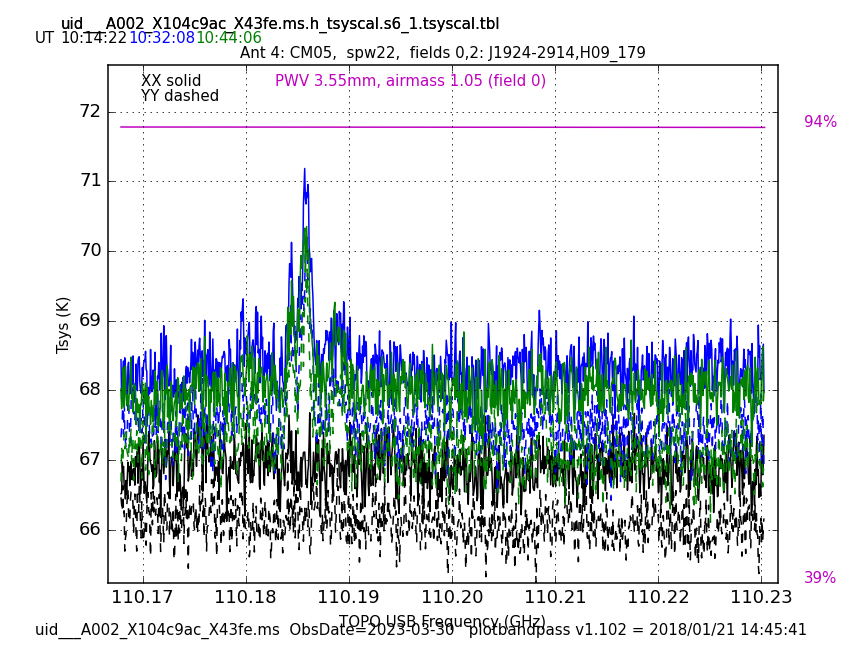 uid___A002_X104c9ac_X43fe.ms.h_tsyscal.s6_1.tsyscal.tbl
UT 10:14:22 10:32:08 10:44:06
Ant 4: CM05, spw22, fields 0,2: J1924-2914,H09_179
XX solid PWV 3.55mm, airmass 1.05 (field 0)
YY dashed
94%
72
71
70
69
68
67
66
Tsys (K)
39%
110.17 110.18 110.19 110.20 110.21 110.22 110.23
TOPO USB Frequency (GHz)
uid___A002_X104c9ac_X43fe.ms ObsDate=2023-03-30 plotbandpass v1.102 = 2018/01/21 14:45:41